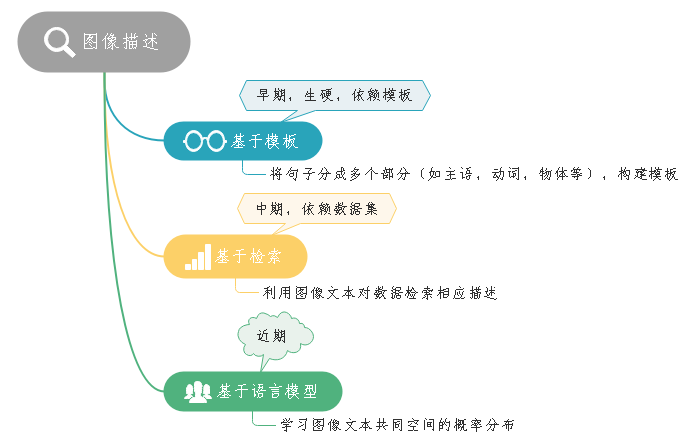 图像描述
早期，生硬，依赖模板
基于模板
将句子分成多个部分（如主语，动词，物体等），构建模板
中期，依赖数据集
基于检索
利用图像文本对数据检索相应描述
近期
基于语言模型
学习图像文本共同空间的概率分布